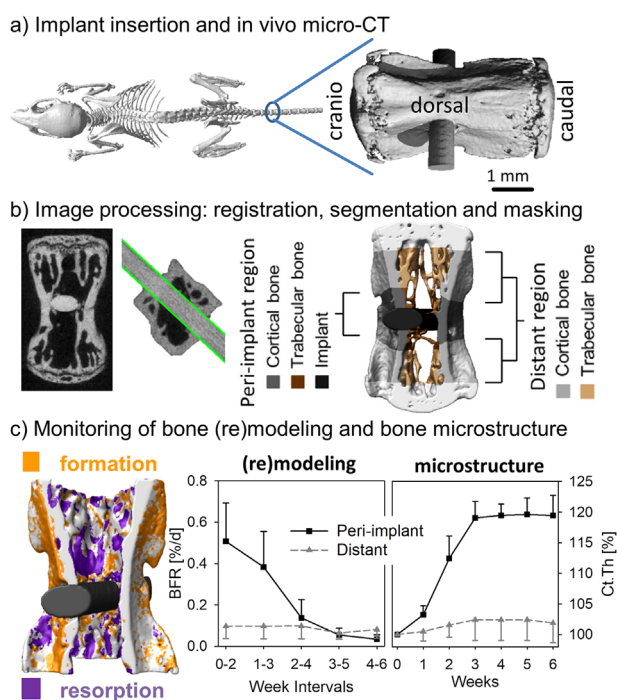 a) Implant insertion and in vivo micro-CT
cranio
dorsal
caudal
1 mm
b) Image processing: registration, segmentation and masking
Peri-implant region
Cortical bone
Trabecular bone
Implant
Distant region
Cortical bone
Trabecular bone
c) Monitoring of bone (re)modeling and bone microstructure
formation
resorption
(re)modeling
BFR [%/d]
0.8
0.6
0.4
0.2
0.0
0-2 1-3 2-4 3-5 4-6
Week Intervals
Peri-implant
Distant
microstructure
125
120
115
110
105
100
Ct.Th [%]
0 1 2 3 4 5 6
Weeks